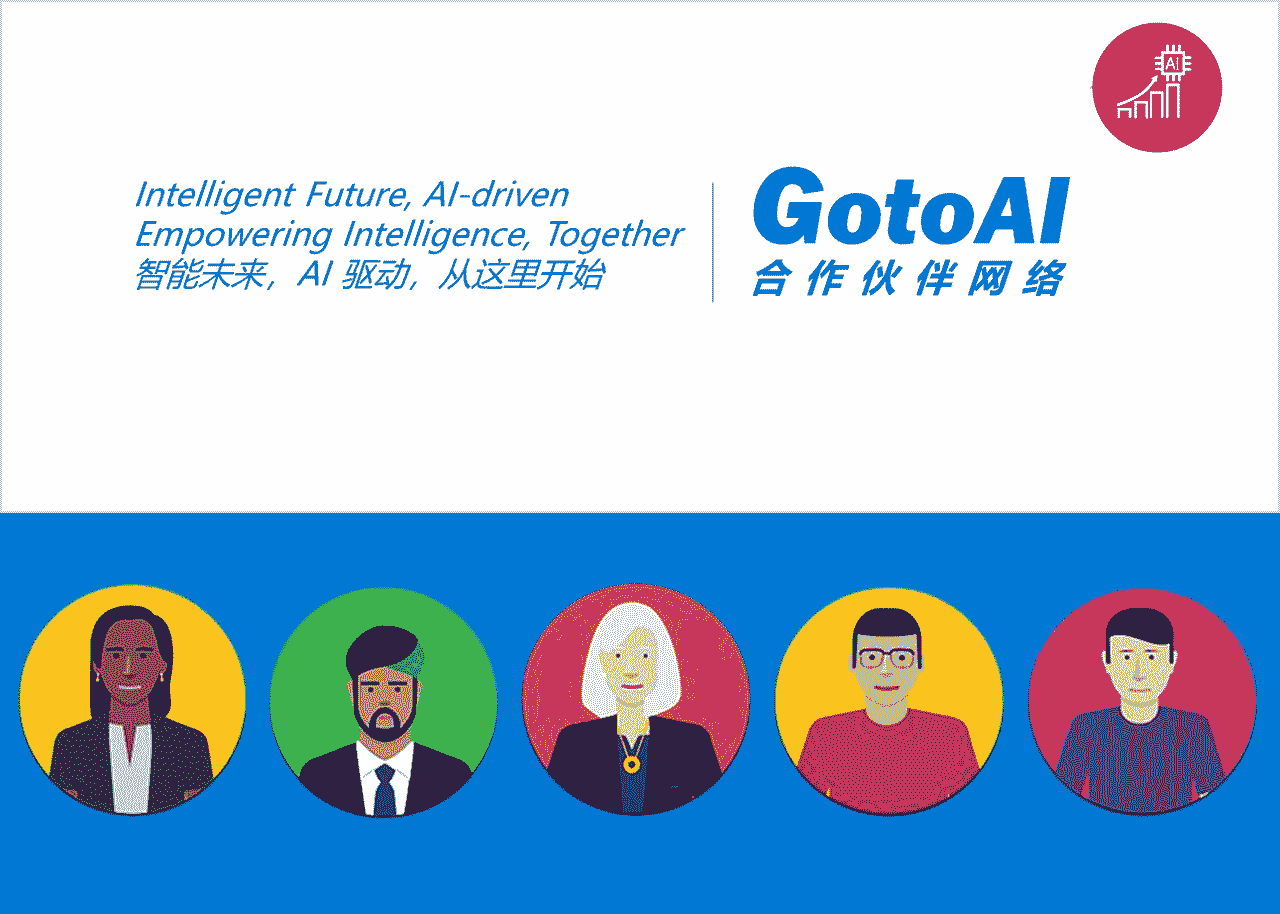 AI
Intelligent Future, AI-driven
Empowering Intelligence, Together
智能未来，AI 驱动，从这里开始
GotoAI
合作伙伴网络